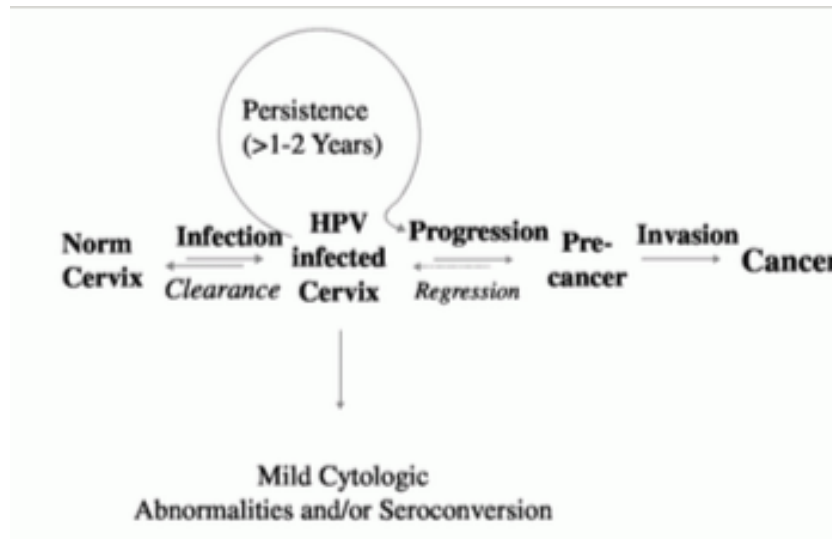 Persistence
(>1-2 Years)
Norm
Cervix
Infection
Clearance
HPV
infected
Cervix
Progression
Regression
Pre-
cancer
Invasion
Cancer
Mild Cytologic
Abnormalities and/or Seroconversion